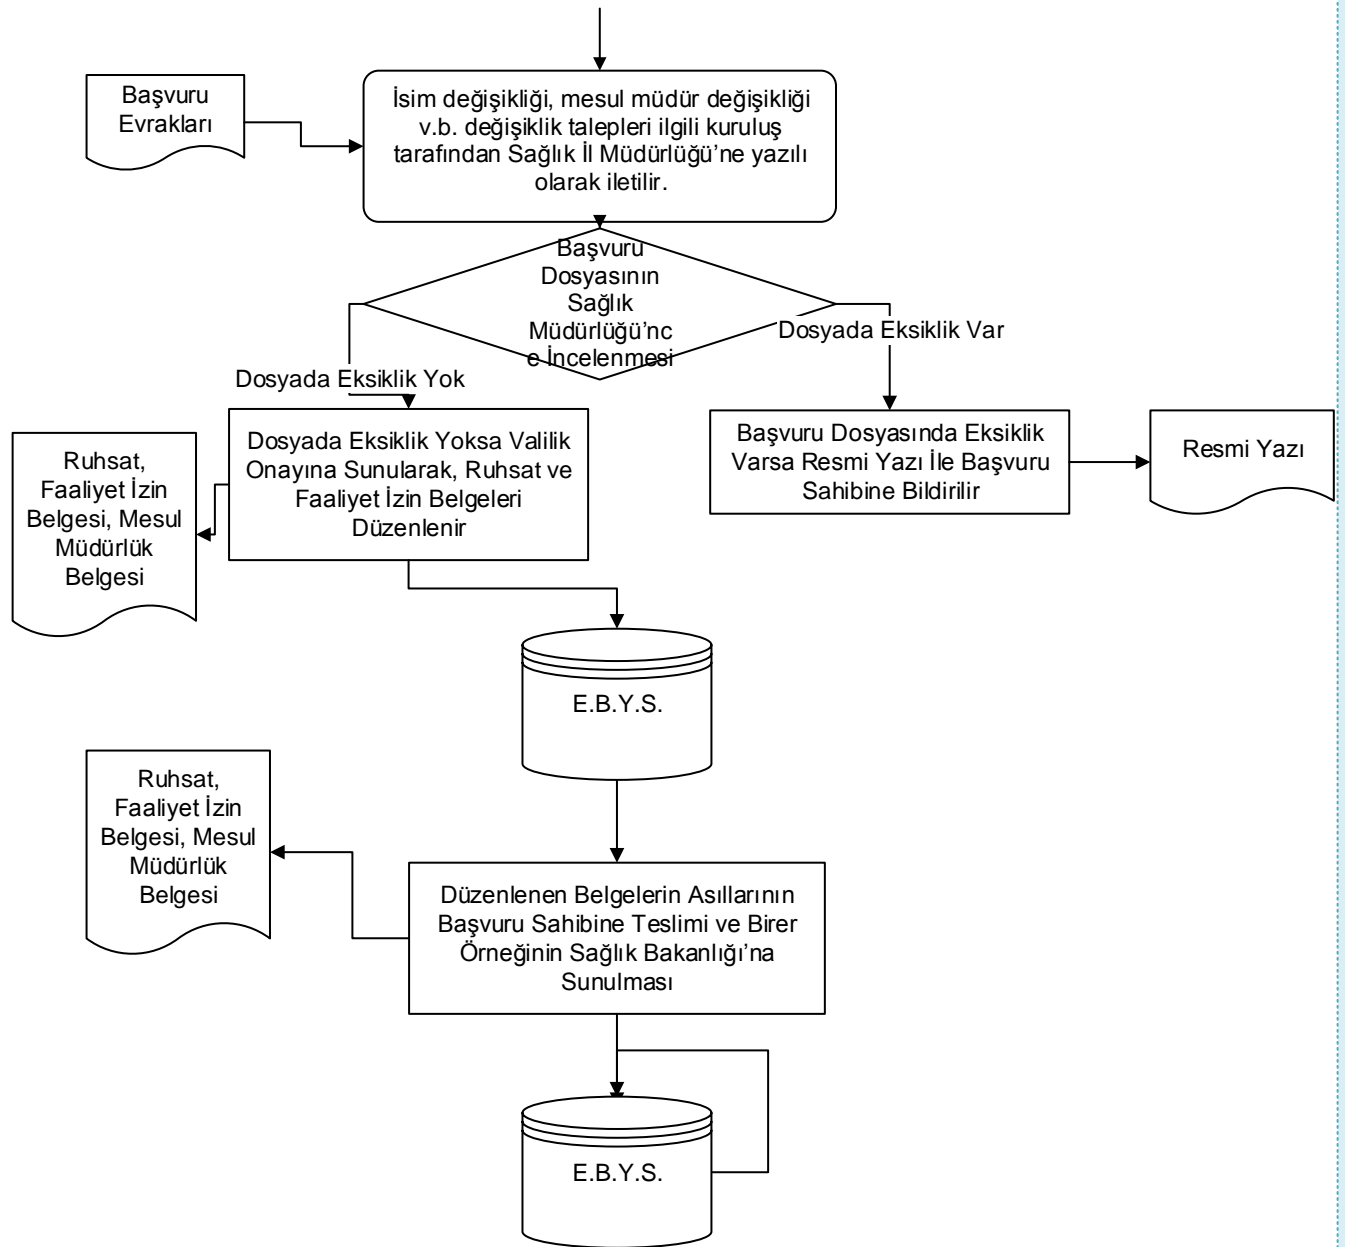 Başvuru
Evrakları
İsim değişikliği, mesul müdür değişikliği
v.b. değişiklik talepleri ilgili kuruluş
tarafından Sağlık İl Müdürlüğü’ne yazılı
olarak iletilir.
Başvuru
Dosyasının
Sağlık
Müdürlüğü’nc
e İncelenmesi
Dosyada Eksiklik Var
Dosyada Eksiklik Yok
Ruhsat,
Faaliyet İzin
Belgesi, Mesul
Müdürlük
Belgesi
Dosyada Eksiklik Yoksa Valilik
Onayına Sunularak, Ruhsat ve
Faaliyet İzin Belgeleri
Düzenlenir
Başvuru Dosyasında Eksiklik
Varsa Resmi Yazı İle Başvuru
Sahibine Bildirilir
Resmi Yazı
E.B.Y.S.
Ruhsat,
Faaliyet İzin
Belgesi, Mesul
Müdürlük
Belgesi
Düzenlenen Belgelerin Asıllarının
Başvuru Sahibine Teslimi ve Birer
Örneğinin Sağlık Bakanlığı’na
Sunulması
E.B.Y.S.